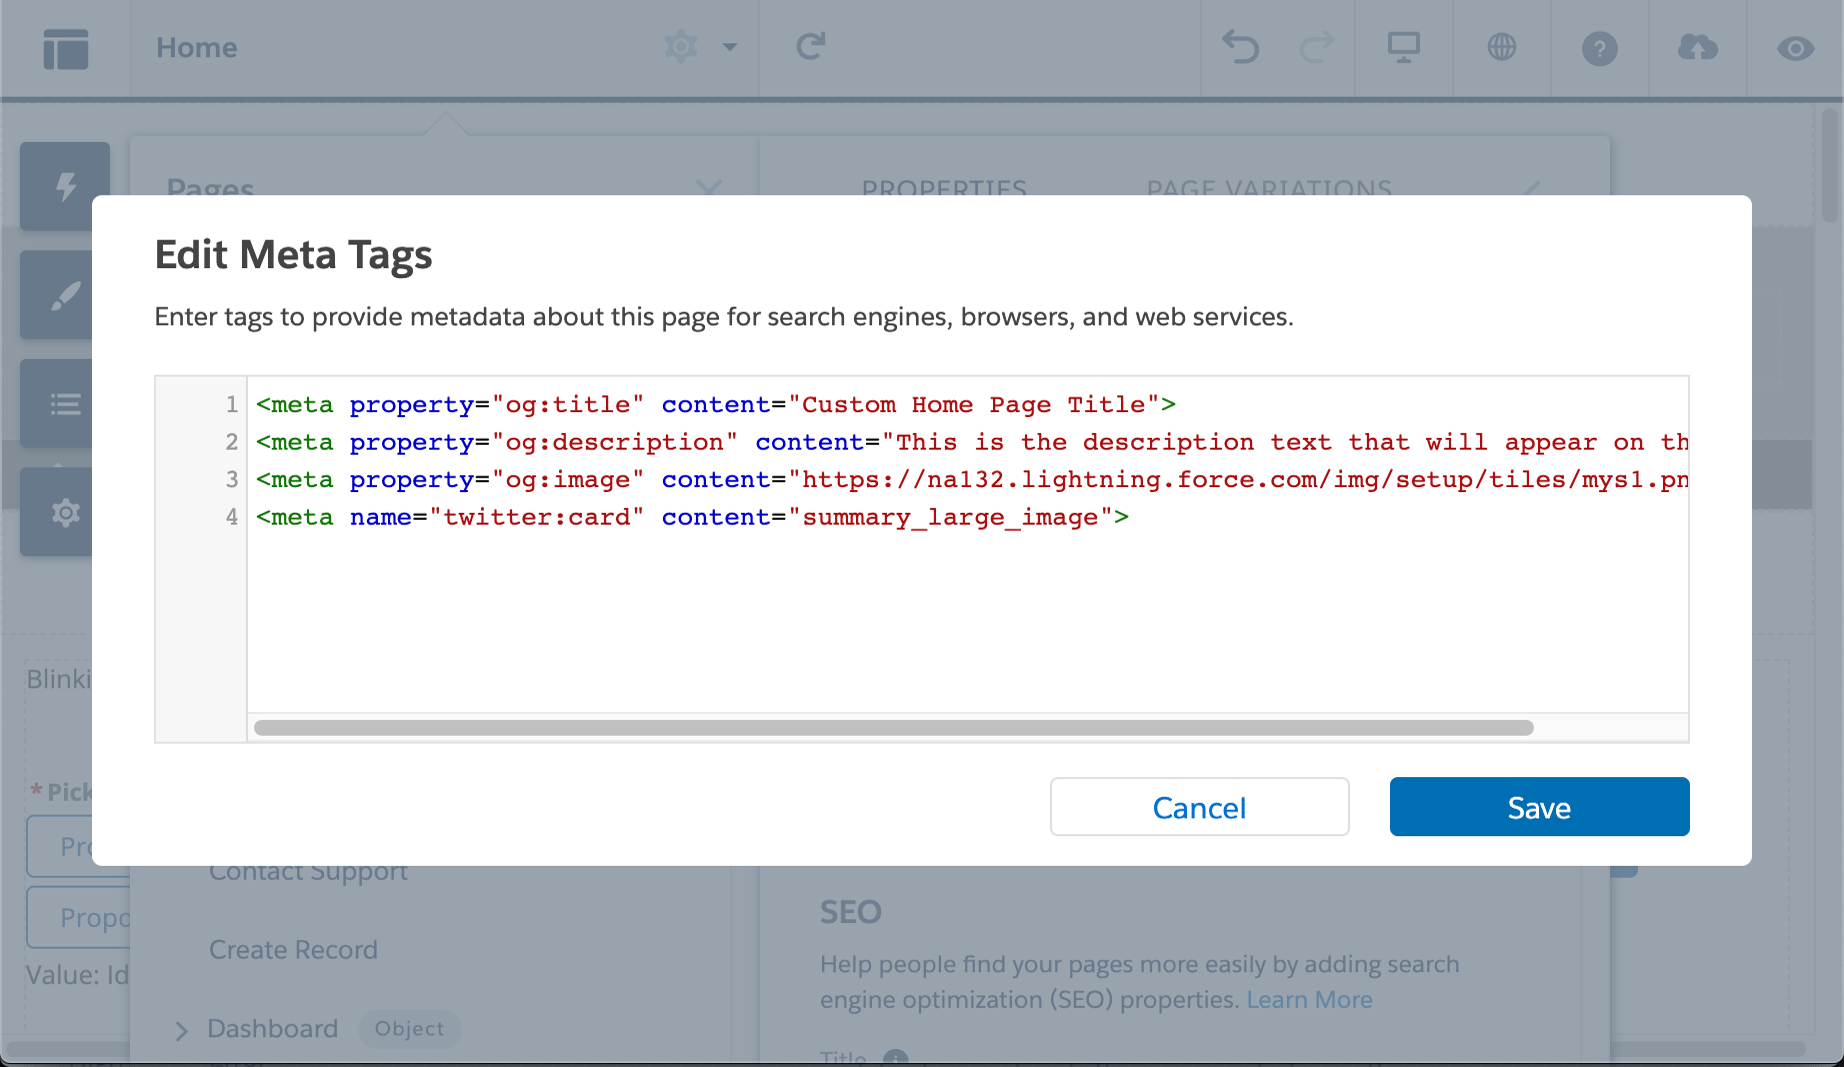 Home
Pages
PROPERTIES
PAGE VARIATIONS
Edit Meta Tags
Enter tags to provide metadata about this page for search engines, browsers, and web services.
1 <meta property="og:title" content="Custom Home Page Title">
2 <meta property="og:description" content="This is the description text that will appear on th
3 <meta property="og:image" content="https://na132.lightning.force.com/img/setup/tiles/mys1.pn
4 <meta name="twitter:card" content="summary_large_image">
Cancel
Save
Blinki
*Pick
Pro
Propo
Value: Id
Contact Support
Create Record
Dashboard Object
SEO
Help people find your pages more easily by adding search
engine optimization (SEO) properties. Learn More
Title